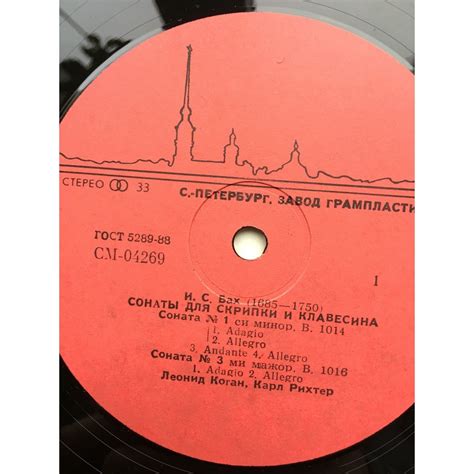 СТЕРЕО 33
С.-ПЕТЕРБУРГ, ЗАВОД ГРАМПЛАСТИ
ГОСТ 5289-88
СМ-04269
1
И. С. Бах (1685—1750)
СОНАТЫ ДЛЯ СКРИПКИ И КЛАВЕСИНА
Соната № 1 си минор. В. 1014
1. Adagio
2. Allegro
3. Andante 4. Allegro
Соната № 3 ми мажор. В. 1016
1. Adagio 2. Allegro
Леонид Коган, Карл Рихтер